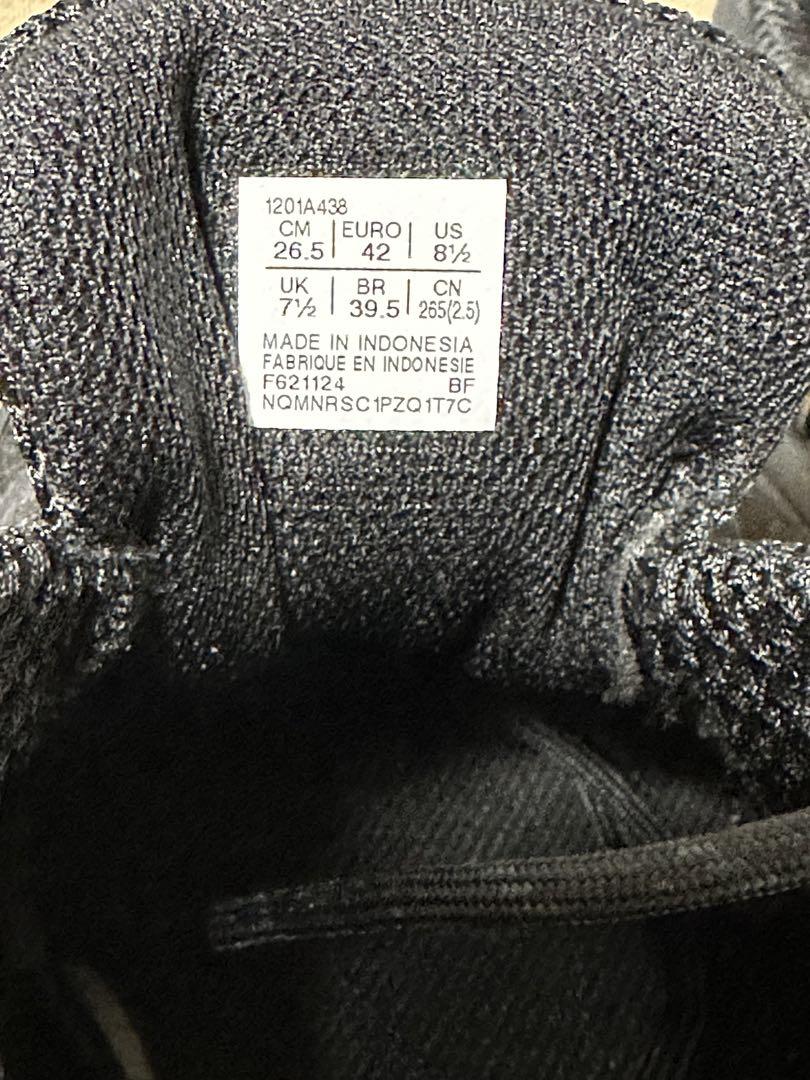 1201A438
CM | EURO | US
26.5 | 42 | 8½
UK | BR | CN
7½ | 39.5 | 265(2.5)
MADE IN INDONESIA
FABRIQUE EN INDONESIE
F621124 BF
NQMNRSC1PZQ1T7C